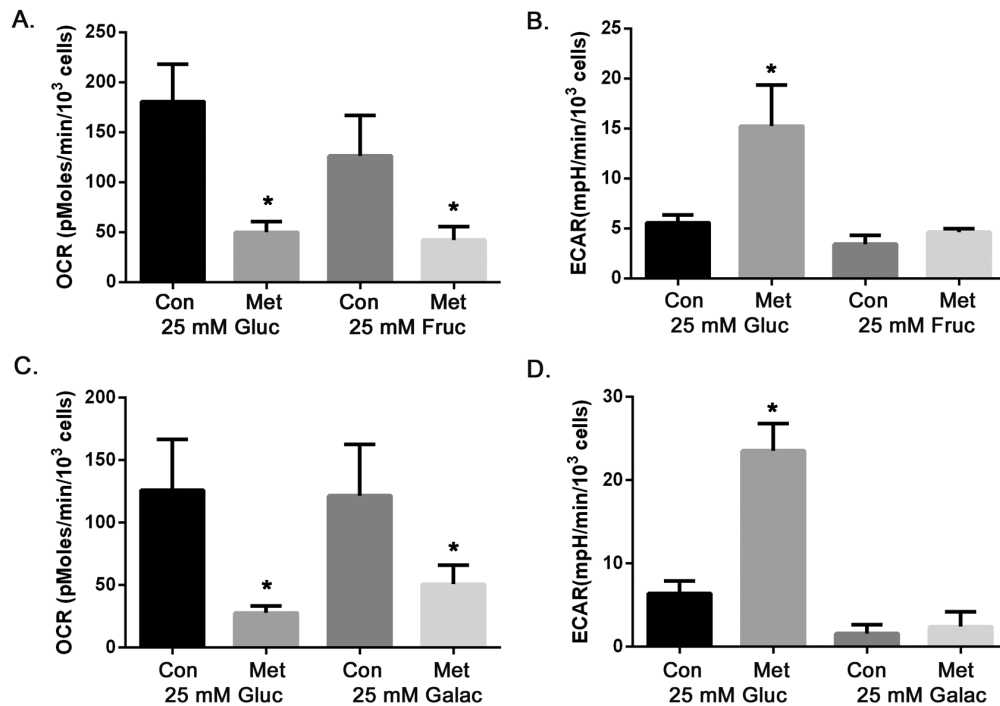 A.
OCR (pMoles/min/10³ cells)
250
200
150
100
50
0
Con Met Con Met
25 mM Gluc 25 mM Fruc
*
*
B.
ECAR(mpH/min/10³ cells)
25
20
15
10
5
0
Con Met Con Met
25 mM Gluc 25 mM Fruc
*
C.
OCR (pMoles/min/10³ cells)
200
150
100
50
0
Con Met Con Met
25 mM Gluc 25 mM Galac
*
*
D.
ECAR(mpH/min/10³ cells)
30
20
10
0
Con Met Con Met
25 mM Gluc 25 mM Galac
*